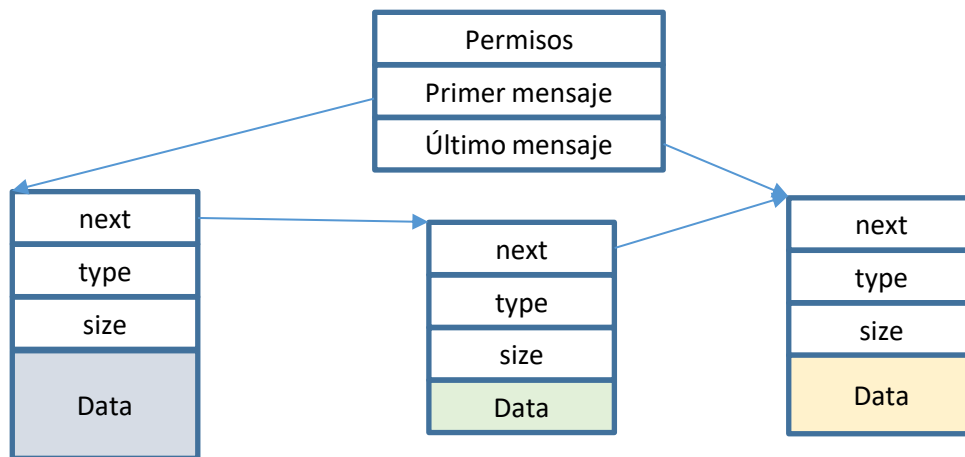 Permisos
Primer mensaje
Último mensaje
next
type
size
Data
next
type
size
Data
next
type
size
Data